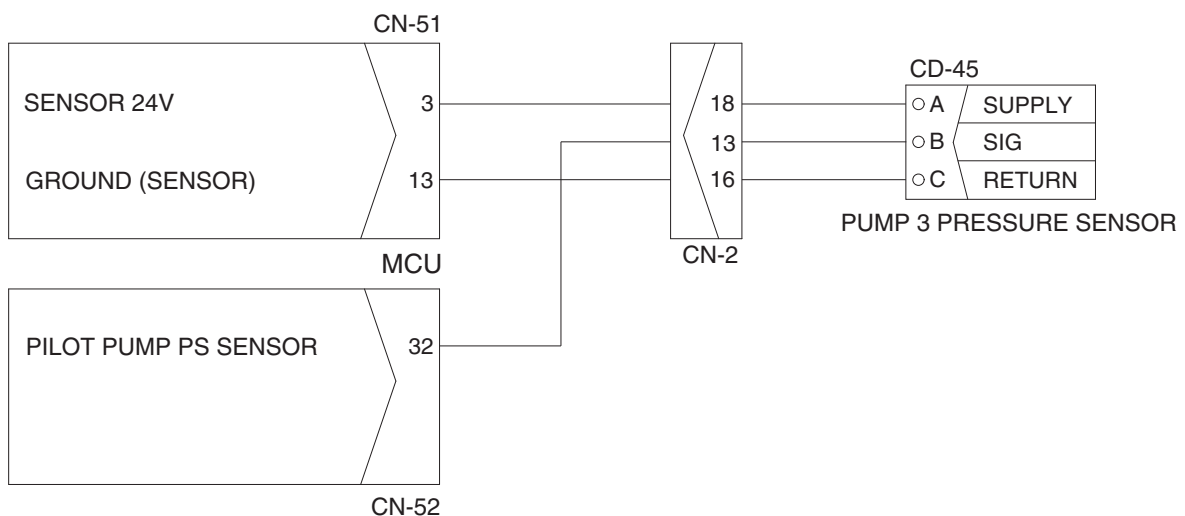 CN-51
SENSOR 24V
3
GROUND (SENSOR)
13
MCU
PILOT PUMP PS SENSOR
32
CN-52
18
13
16
CN-2
CD-45
A SUPPLY
B SIG
C RETURN
PUMP 3 PRESSURE SENSOR